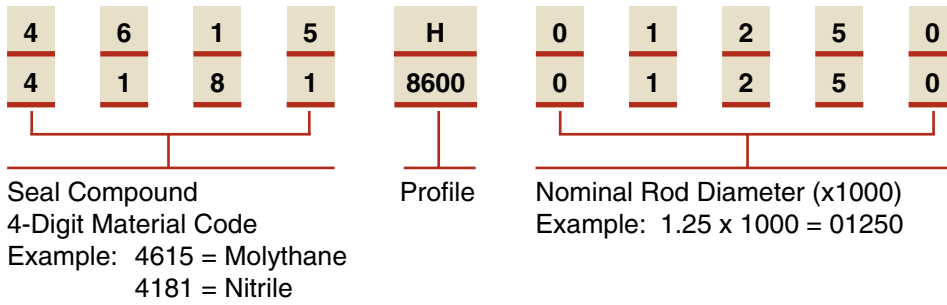 4 6 1 5 H 0 1 2 5 0
4 1 8 1 8600 0 1 2 5 0
Seal Compound
4-Digit Material Code
Example: 4615 = Molythane
4181 = Nitrile
Profile
Nominal Rod Diameter (x1000)
Example: 1.25 x 1000 = 01250